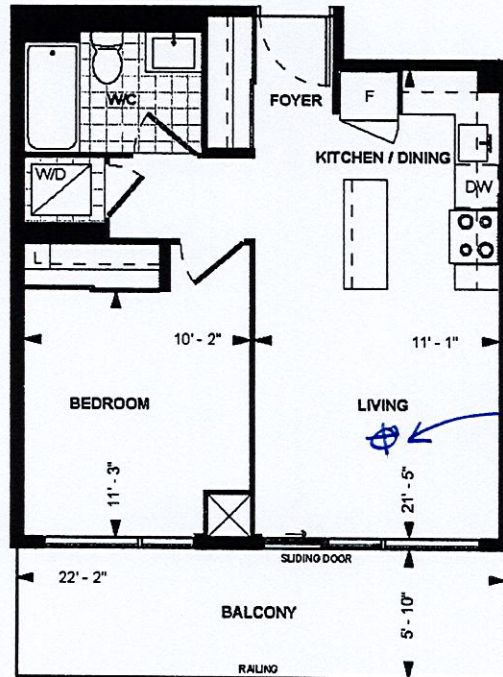 W/C
FOYER
F
KITCHEN / DINING
W/D
DW
L
10' - 2"
11' - 1"
BEDROOM
LIVING
11' - 3"
21' - 5"
SLIDING DOOR
22' - 2"
BALCONY
5' - 10"
RAILING